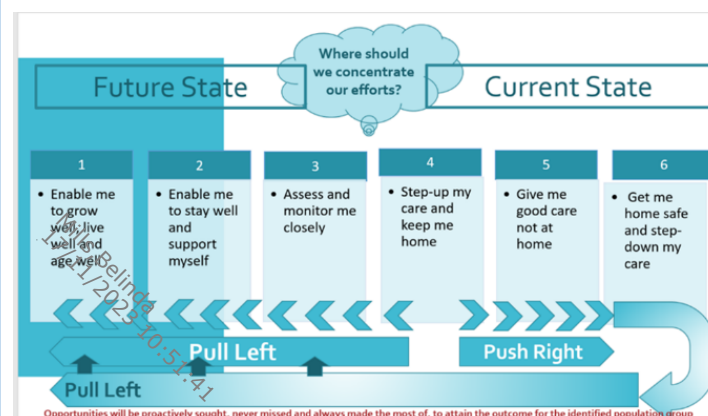 Where should
we concentrate
our efforts?
Future State
Current State
1
2
3
4
5
6
• Enable me
to grow
well, live
well and
age well
• Enable me
to stay well
and
support
myself
• Assess and
monitor me
closely
• Step-up my
care and
keep me
home
• Give me
good care
not at
home
• Get me
home safe
and step-
down my
care
Pull Left
Push Right
Pull Left
Opportunities will be proactively sought, never missed and always made the most of, to attain the outcome for the identified population group
Belinda
10:51:41